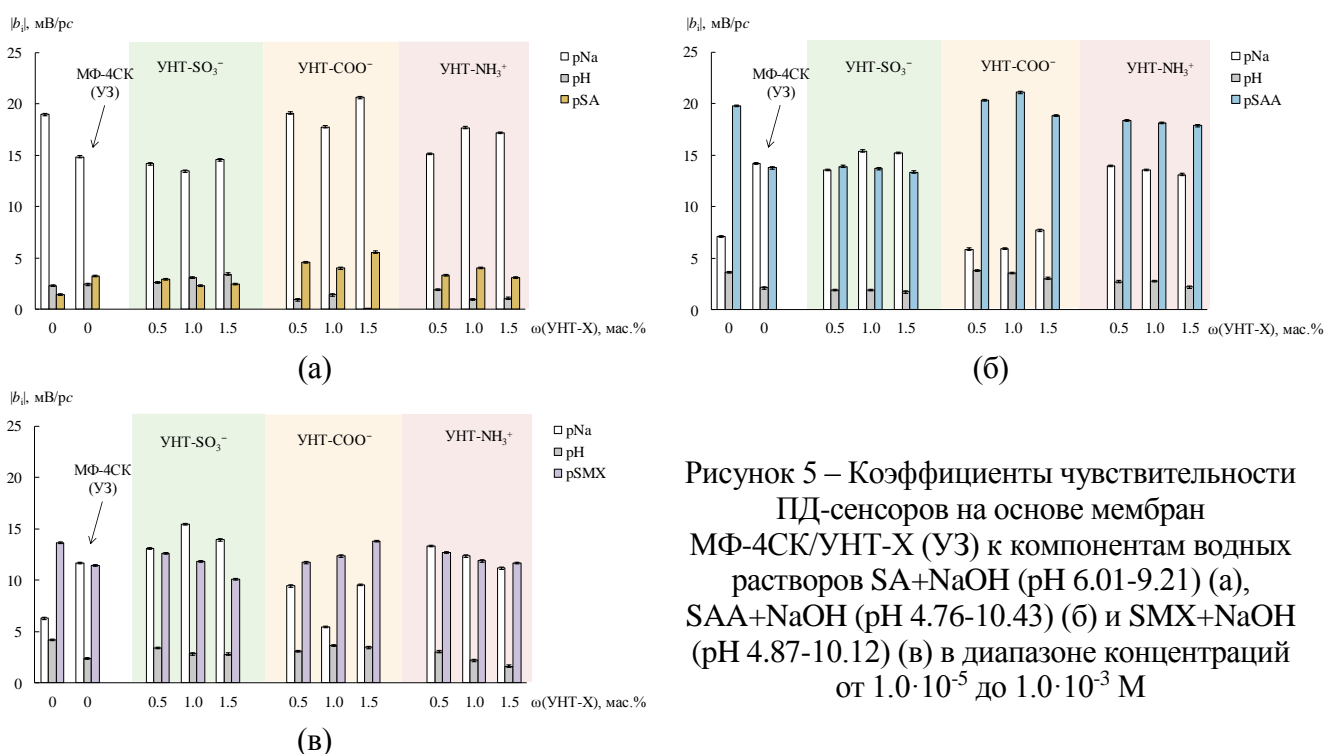 |bᵢ|, мВ/pc
25
20
15
10
5
0
МФ-4СК
(УЗ)
УНТ-SO₃⁻
УНТ-COO⁻
УНТ-NH₃⁺
pNa
pH
pSA
0 0 0.5 1.0 1.5 0.5 1.0 1.5 0.5 1.0 1.5 ω(УНТ-X), мас.%
(а)
|bᵢ|, мВ/pc
25
20
15
10
5
0
МФ-4СК
(УЗ)
УНТ-SO₃⁻
УНТ-COO⁻
УНТ-NH₃⁺
pNa
pH
pSAA
0 0 0.5 1.0 1.5 0.5 1.0 1.5 0.5 1.0 1.5 ω(УНТ-X), мас.%
(б)
|bᵢ|, мВ/pc
25
20
15
10
5
0
МФ-4СК
(УЗ)
УНТ-SO₃⁻
УНТ-COO⁻
УНТ-NH₃⁺
pNa
pH
pSMX
0 0 0.5 1.0 1.5 0.5 1.0 1.5 0.5 1.0 1.5 ω(УНТ-X), мас.%
(в)
Рисунок 5 – Коэффициенты чувствительности
ПД-сенсоров на основе мембран
МФ-4СК/УНТ-X (УЗ) к компонентам водных
растворов SA+NaOH (pH 6.01-9.21) (а),
SAA+NaOH (pH 4.76-10.43) (б) и SMX+NaOH
(pH 4.87-10.12) (в) в диапазоне концентраций
от 1.0·10⁻⁵ до 1.0·10⁻³ М